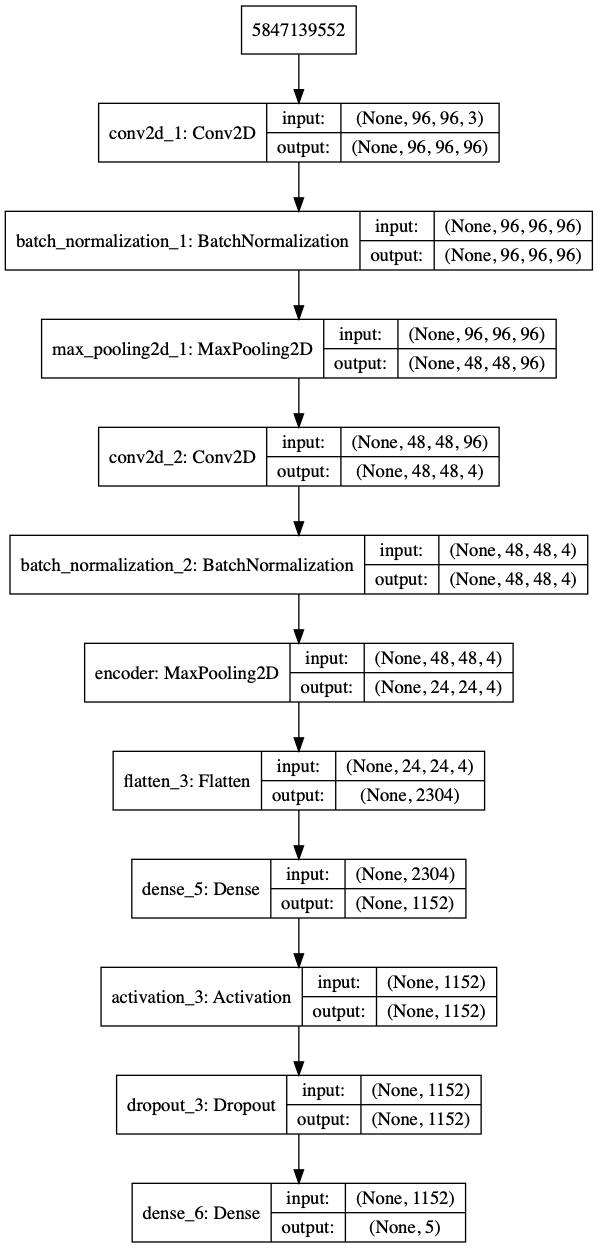 5847139552
conv2d_1: Conv2D
input:
(None, 96, 96, 3)
output:
(None, 96, 96, 96)
batch_normalization_1: BatchNormalization
input:
(None, 96, 96, 96)
output:
(None, 96, 96, 96)
max_pooling2d_1: MaxPooling2D
input:
(None, 96, 96, 96)
output:
(None, 48, 48, 96)
conv2d_2: Conv2D
input:
(None, 48, 48, 96)
output:
(None, 48, 48, 4)
batch_normalization_2: BatchNormalization
input:
(None, 48, 48, 4)
output:
(None, 48, 48, 4)
encoder: MaxPooling2D
input:
(None, 48, 48, 4)
output:
(None, 24, 24, 4)
flatten_3: Flatten
input:
(None, 24, 24, 4)
output:
(None, 2304)
dense_5: Dense
input:
(None, 2304)
output:
(None, 1152)
activation_3: Activation
input:
(None, 1152)
output:
(None, 1152)
dropout_3: Dropout
input:
(None, 1152)
output:
(None, 1152)
dense_6: Dense
input:
(None, 1152)
output:
(None, 5)